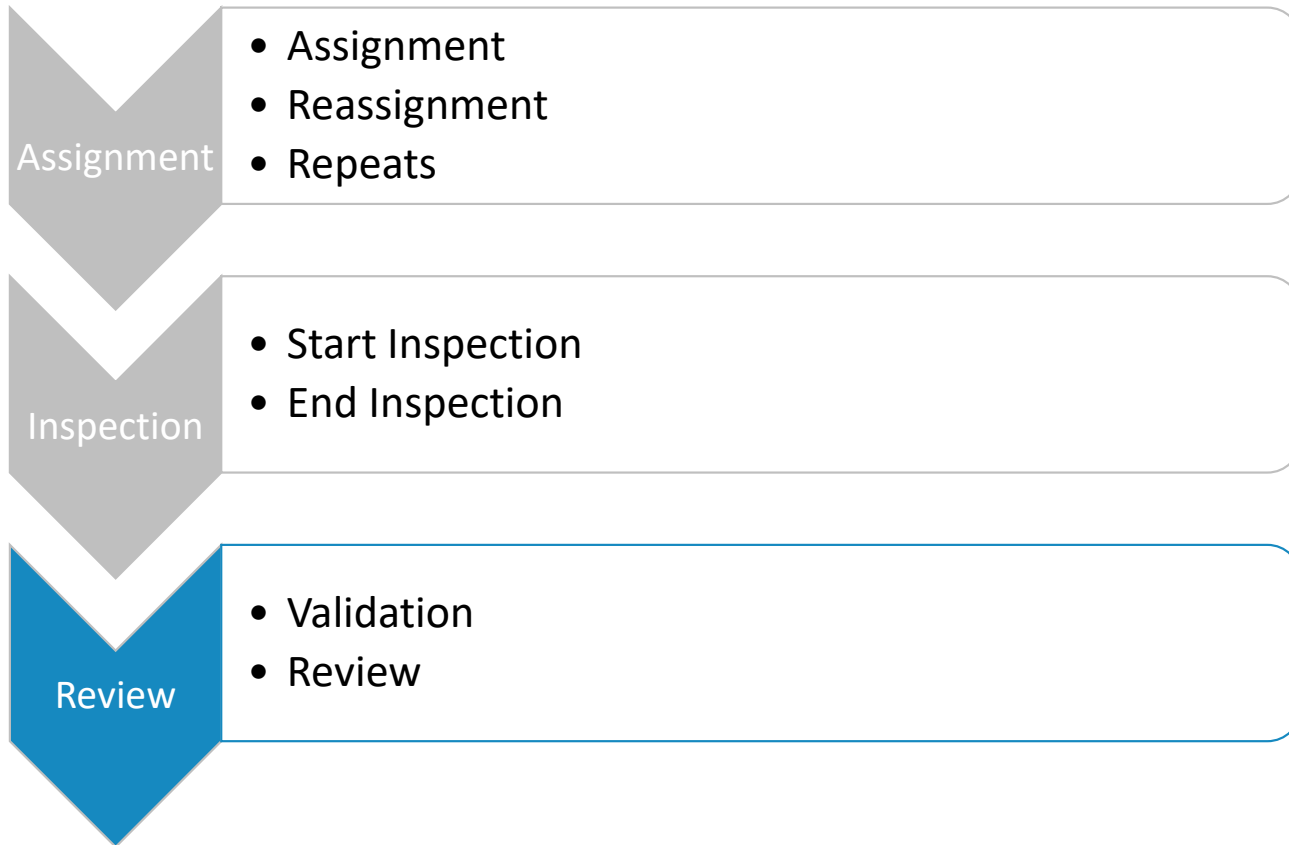 Assignment
• Assignment
• Reassignment
• Repeats
Inspection
• Start Inspection
• End Inspection
Review
• Validation
• Review